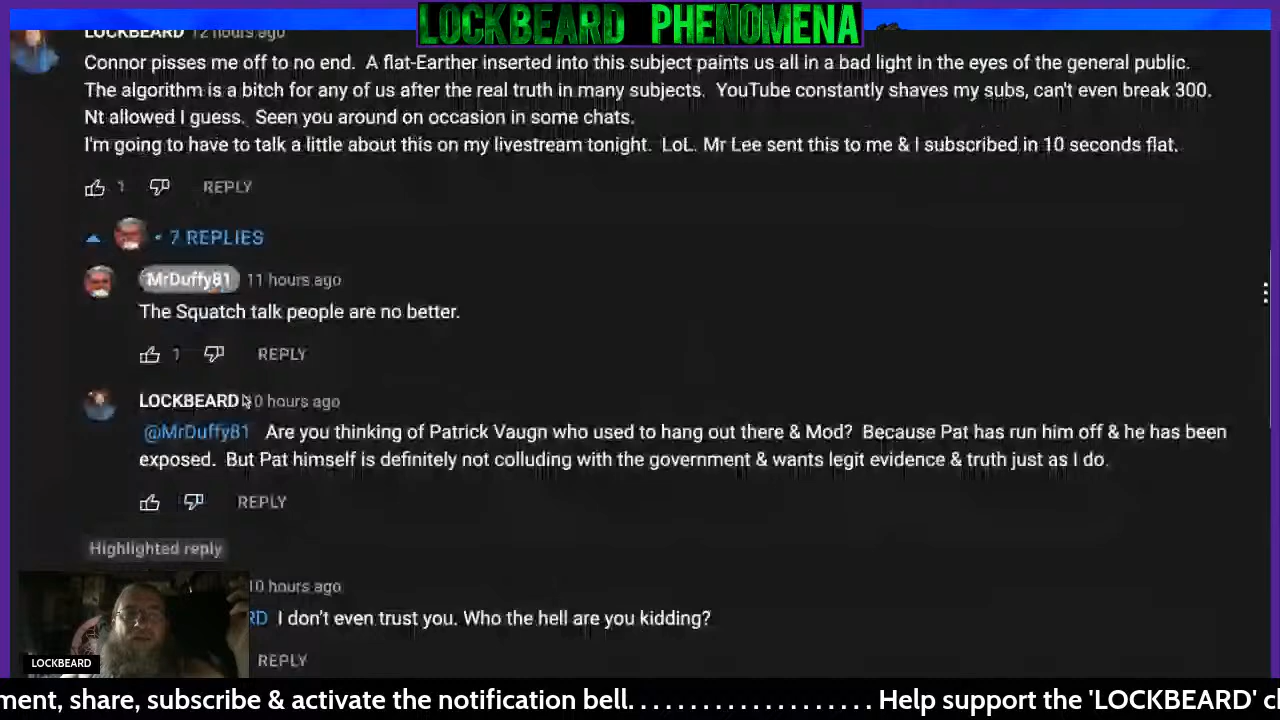 LOCKBEARD PHENOMENA
LOCKBEARD 12 hours ago
Connor pisses me off to no end. A flat-Earther inserted into this subject paints us all in a bad light in the eyes of the general public.
The algorithm is a bitch for any of us after the real truth in many subjects. YouTube constantly shaves my subs, can't even break 300.
Nt allowed I guess. Seen you around on occasion in some chats.
I'm going to have to talk a little about this on my livestream tonight. LoL. Mr Lee sent this to me & I subscribed in 10 seconds flat.
1 REPLY
• 7 REPLIES
MrDuffy81 11 hours ago
The Squatch talk people are no better.
1 REPLY
LOCKBEARD 10 hours ago
@MrDuffy81 Are you thinking of Patrick Vaugn who used to hang out there & Mod? Because Pat has run him off & he has been
exposed. But Pat himself is definitely not colluding with the government & wants legit evidence & truth just as I do.
REPLY
Highlighted reply
10 hours ago
RD I don't even trust you. Who the hell are you kidding?
REPLY
LOCKBEARD
ment, share, subscribe & activate the notification bell. . . . . . . . . . . . . . . . . . . . Help support the 'LOCKBEARD' c